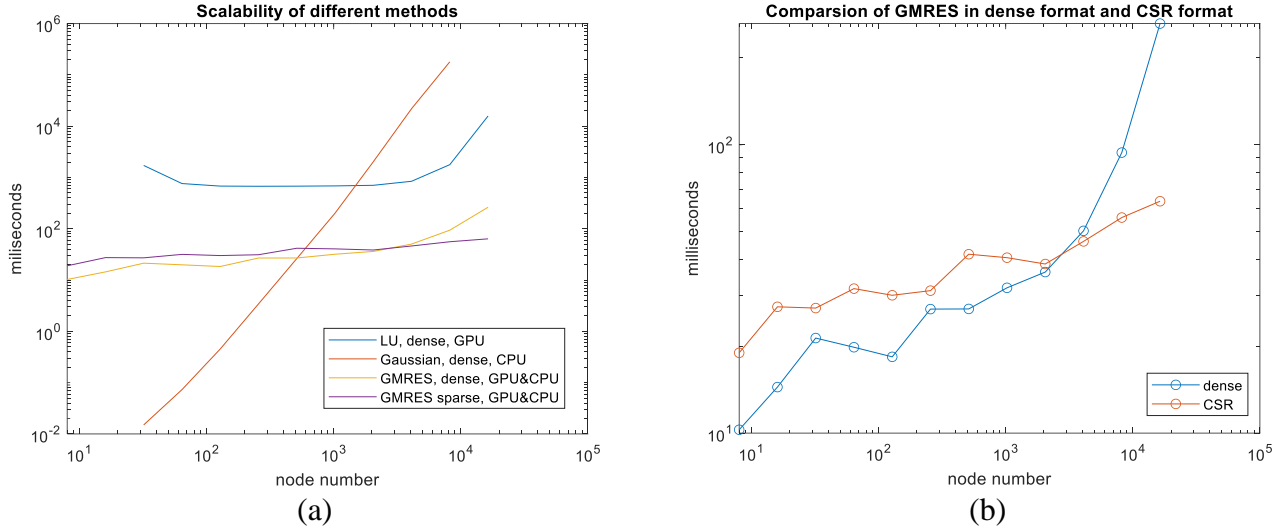 Scalability of different methods
10^6
10^4
10^2
10^0
10^-2
miliseconds
LU, dense, GPU
Gaussian, dense, CPU
GMRES, dense, GPU&CPU
GMRES sparse, GPU&CPU
10^1 10^2 10^3 10^4 10^5
node number
(a)
Comparsion of GMRES in dense format and CSR format
10^2
10^1
milliseconds
dense
CSR
10^1 10^2 10^3 10^4 10^5
node number
(b)